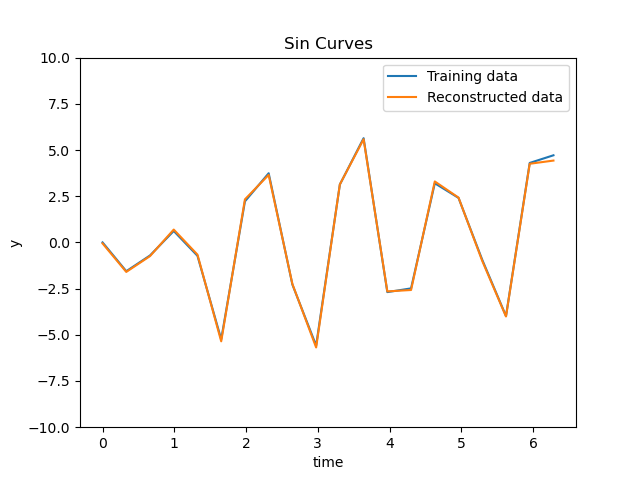 Sin Curves
Training data
Reconstructed data
10.0
7.5
5.0
2.5
0.0
−2.5
−5.0
−7.5
−10.0
y
0 1 2 3 4 5 6
time